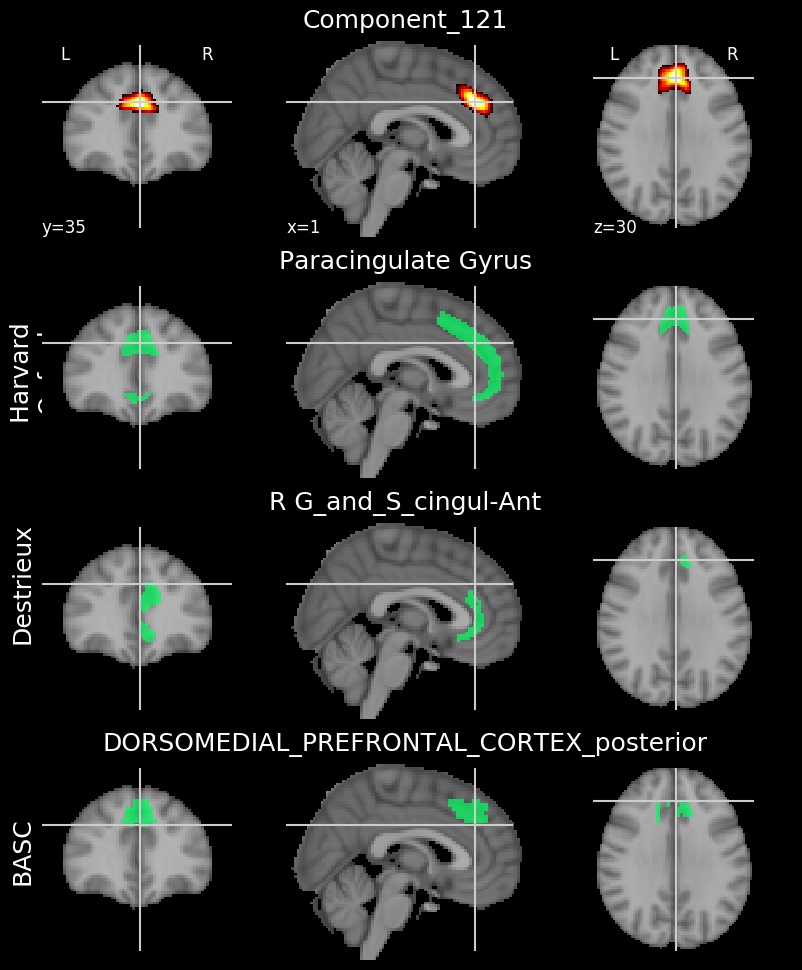 Component_121
L R L R
y=35 x=1 z=30
Paracingulate Gyrus
Harvard
R G_and_S_cingul-Ant
Destrieux
DORSOMEDIAL_PREFRONTAL_CORTEX_posterior
BASC